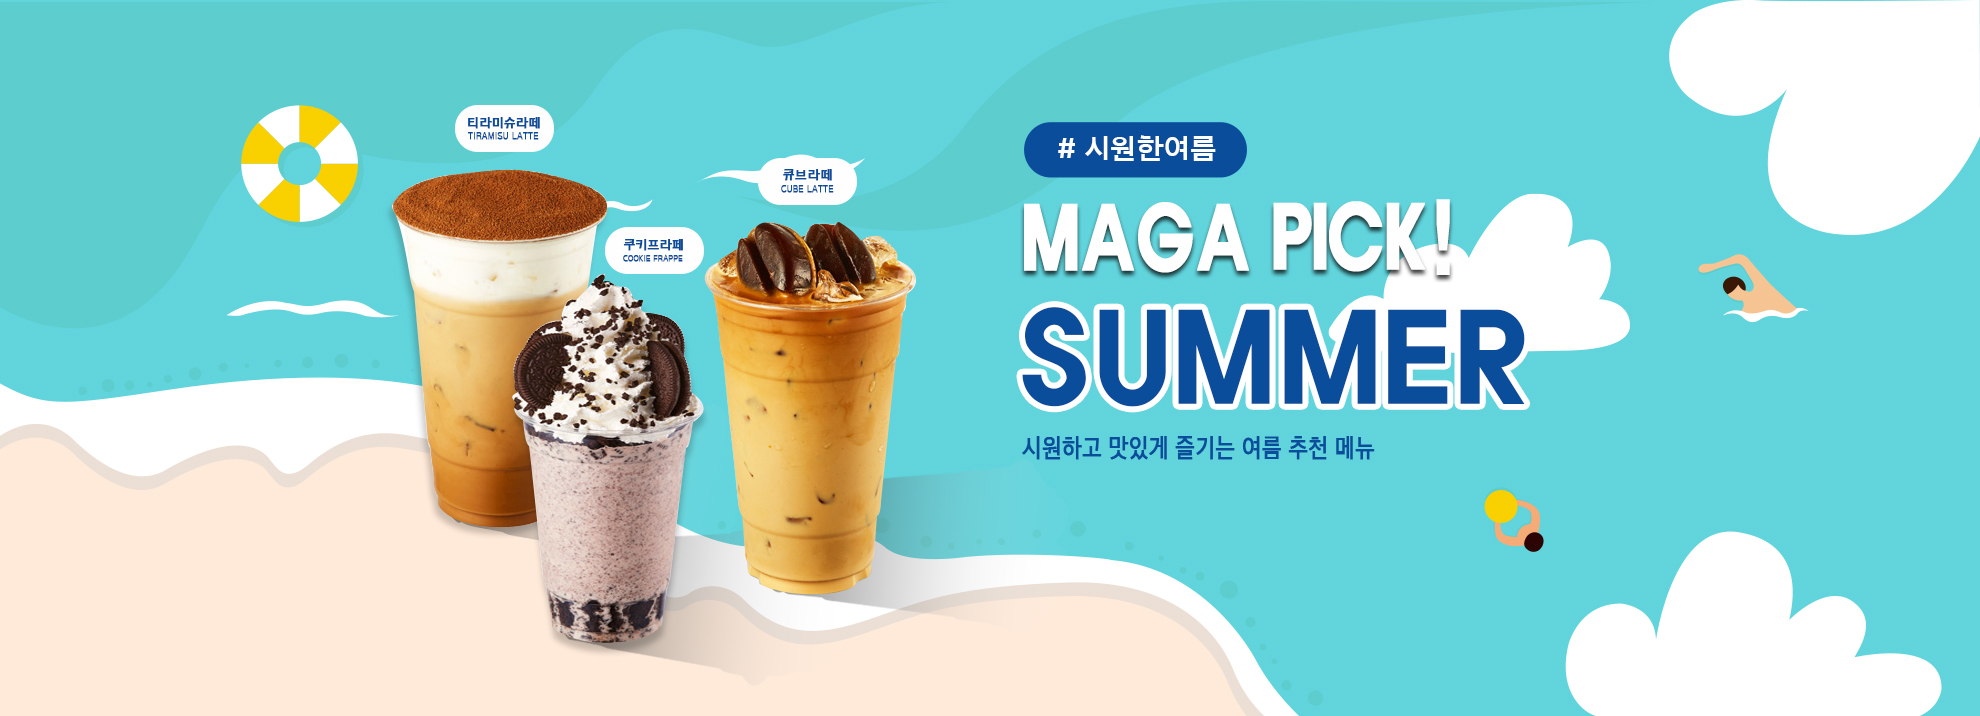 티라미슈라떼
TIRAMISU LATTE
큐브라떼
CUBE LATTE
쿠키프라페
COOKIE FRAPPE
# 시원한여름
MAGA PICK!
SUMMER
시원하고 맛있게 즐기는 여름 추천 메뉴